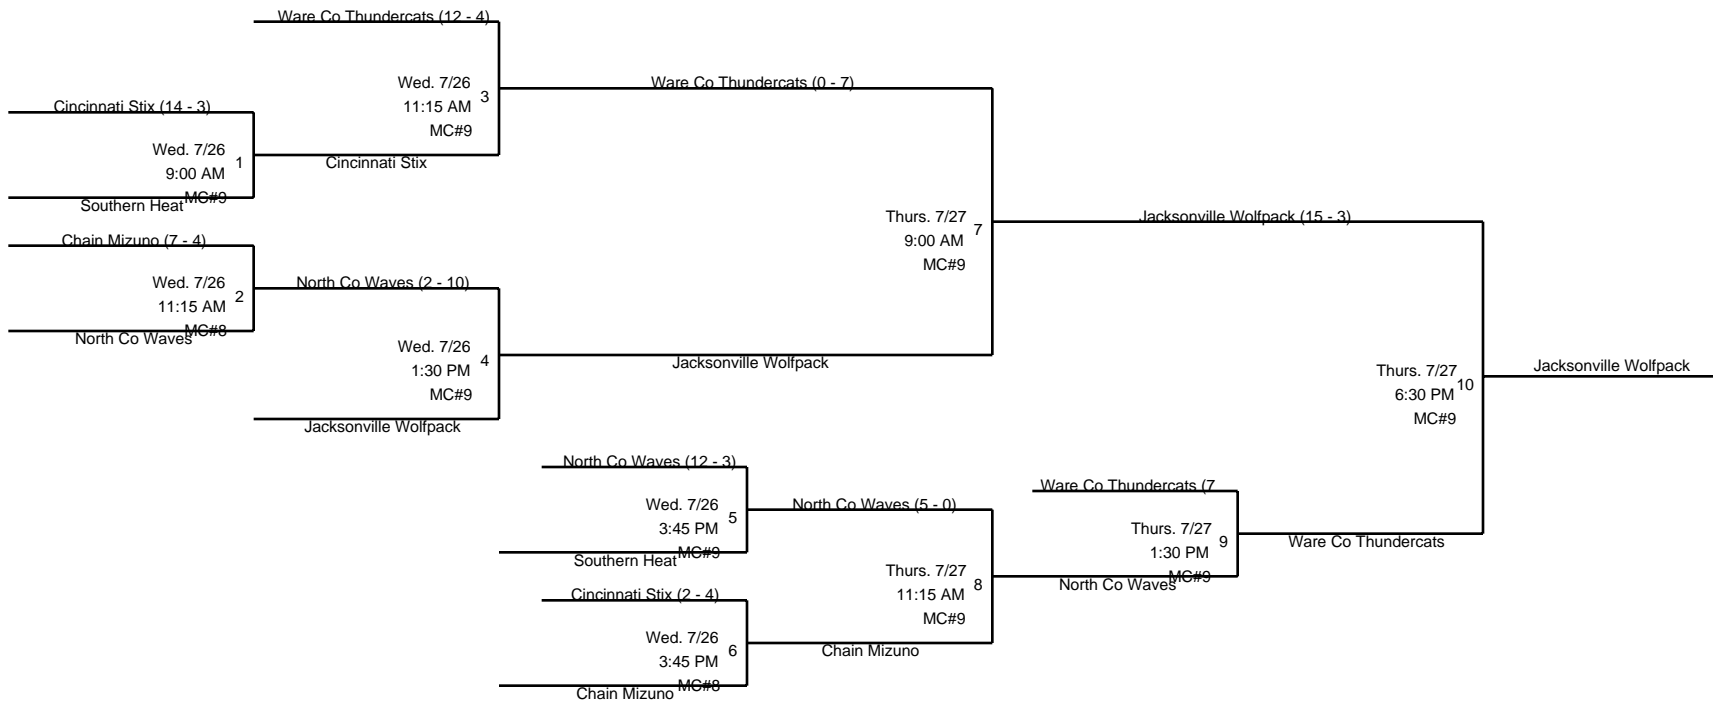 Ware Co Thundercats (12 - 4)
Wed. 7/26
11:15 AM
3
MC#9
Ware Co Thundercats (0 - 7)
Cincinnati Stix (14 - 3)
Wed. 7/26
9:00 AM
1
MC#9
Cincinnati Stix
Southern Heat
Chain Mizuno (7 - 4)
Wed. 7/26
11:15 AM
2
MC#8
North Co Waves
North Co Waves (2 - 10)
Wed. 7/26
1:30 PM
4
MC#9
Jacksonville Wolfpack
Thurs. 7/27
9:00 AM
7
MC#9
Jacksonville Wolfpack
Jacksonville Wolfpack (15 - 3)
Thurs. 7/27
6:30 PM
10
MC#9
Jacksonville Wolfpack
North Co Waves (12 - 3)
Wed. 7/26
3:45 PM
5
MC#9
Southern Heat
North Co Waves (5 - 0)
Cincinnati Stix (2 - 4)
Wed. 7/26
3:45 PM
6
MC#8
Chain Mizuno
Thurs. 7/27
11:15 AM
8
MC#9
Chain Mizuno
Ware Co Thundercats (7
Thurs. 7/27
1:30 PM
9
MC#9
North Co Waves
Ware Co Thundercats